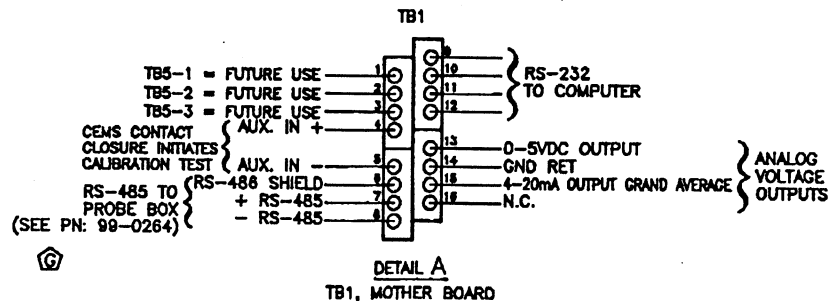 TB1
TB5-1 = FUTURE USE 1
TB5-2 = FUTURE USE 2
TB5-3 = FUTURE USE 3
CEMS CONTACT
CLOSURE INITIATES
CALIBRATION TEST
AUX. IN + 4
AUX. IN - 5
RS-485 TO
PROBE BOX
(SEE PN: 99-0264)
RS-486 SHIELD 6
+ RS-485 7
- RS-485 8
9
10
11
12
RS-232
TO COMPUTER
13 0-5VDC OUTPUT
14 GND RET
15 4-20mA OUTPUT GRAND AVERAGE
16 N.C.
ANALOG
VOLTAGE
OUTPUTS
G
DETAIL A
TB1, MOTHER BOARD